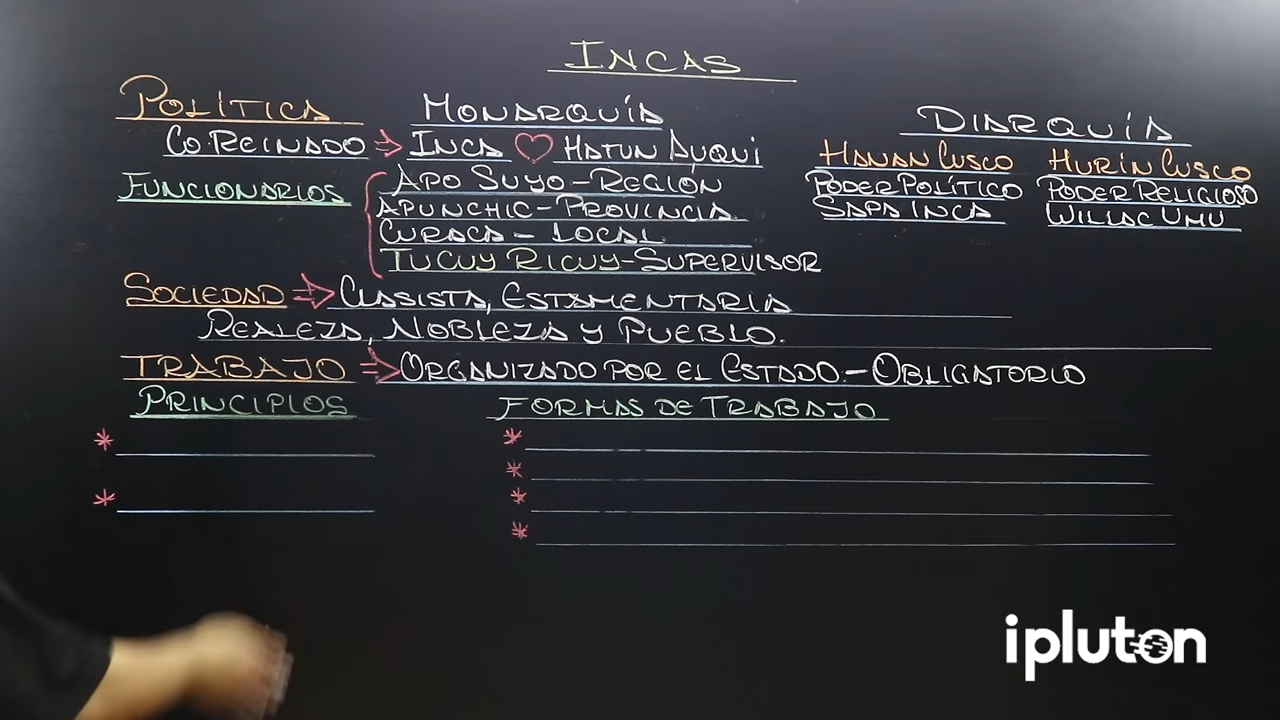 INCAS
POLÍTICA MONARQUÍA DIARQUÍA
CO.REINADO => INCA ♡ HATUN AUQUI HANAN CUSCO HURÍN CUSCO
FUNCIONARIOS APO SUYO - REGIÓN PODER POLÍTICO PODER RELIGIOSO
APUNCHIC - PROVINCIA SAPA INCA WILLAC UMU
CURACA - LOCAL
TUCUY RICUY - SUPERVISOR
SOCIEDAD => CLASSISTA, ESTAMENTARIA
REALEZA, NOBLEZA Y PUEBLO.
TRABAJO => ORGANIZADO POR EL ESTADO.- OBLIGATORIO
PRINCIPIOS FORMAS DE TRABAJO
* *
*
* *
*
ipluton